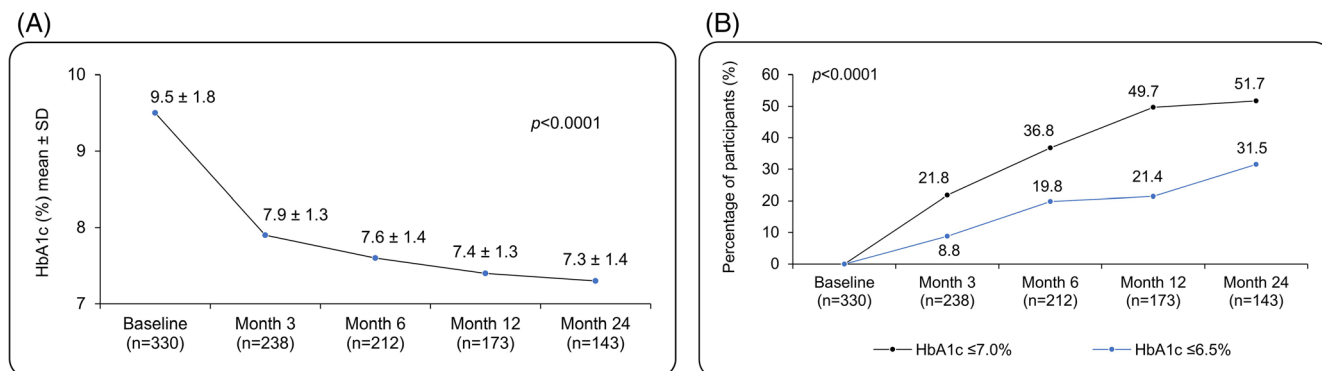 (A)
10
9
8
7
HbA1c (%) mean ± SD
9.5 ± 1.8
7.9 ± 1.3
7.6 ± 1.4
7.4 ± 1.3
7.3 ± 1.4
p<0.0001
Baseline
(n=330)
Month 3
(n=238)
Month 6
(n=212)
Month 12
(n=173)
Month 24
(n=143)
(B)
60
50
40
30
20
10
0
Percentage of participants (%)
p<0.0001
21.8
36.8
49.7
51.7
8.8
19.8
21.4
31.5
Baseline
(n=330)
Month 3
(n=238)
Month 6
(n=212)
Month 12
(n=173)
Month 24
(n=143)
HbA1c ≤7.0%
HbA1c ≤6.5%